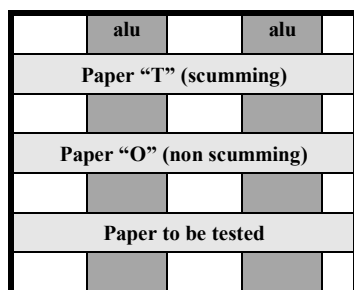 alu alu
Paper “T” (scumming)
Paper “O” (non scumming)
Paper to be tested